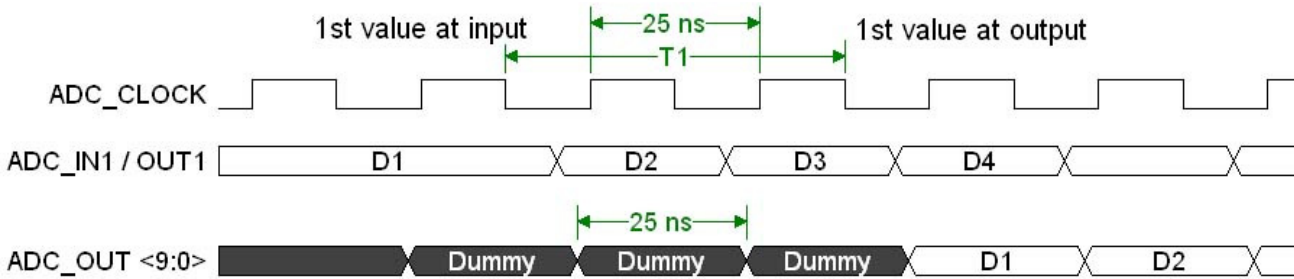 1st value at input
25 ns
1st value at output
T1
ADC_CLOCK
ADC_IN1 / OUT1 D1 D2 D3 D4
25 ns
ADC_OUT <9:0> Dummy Dummy Dummy D1 D2